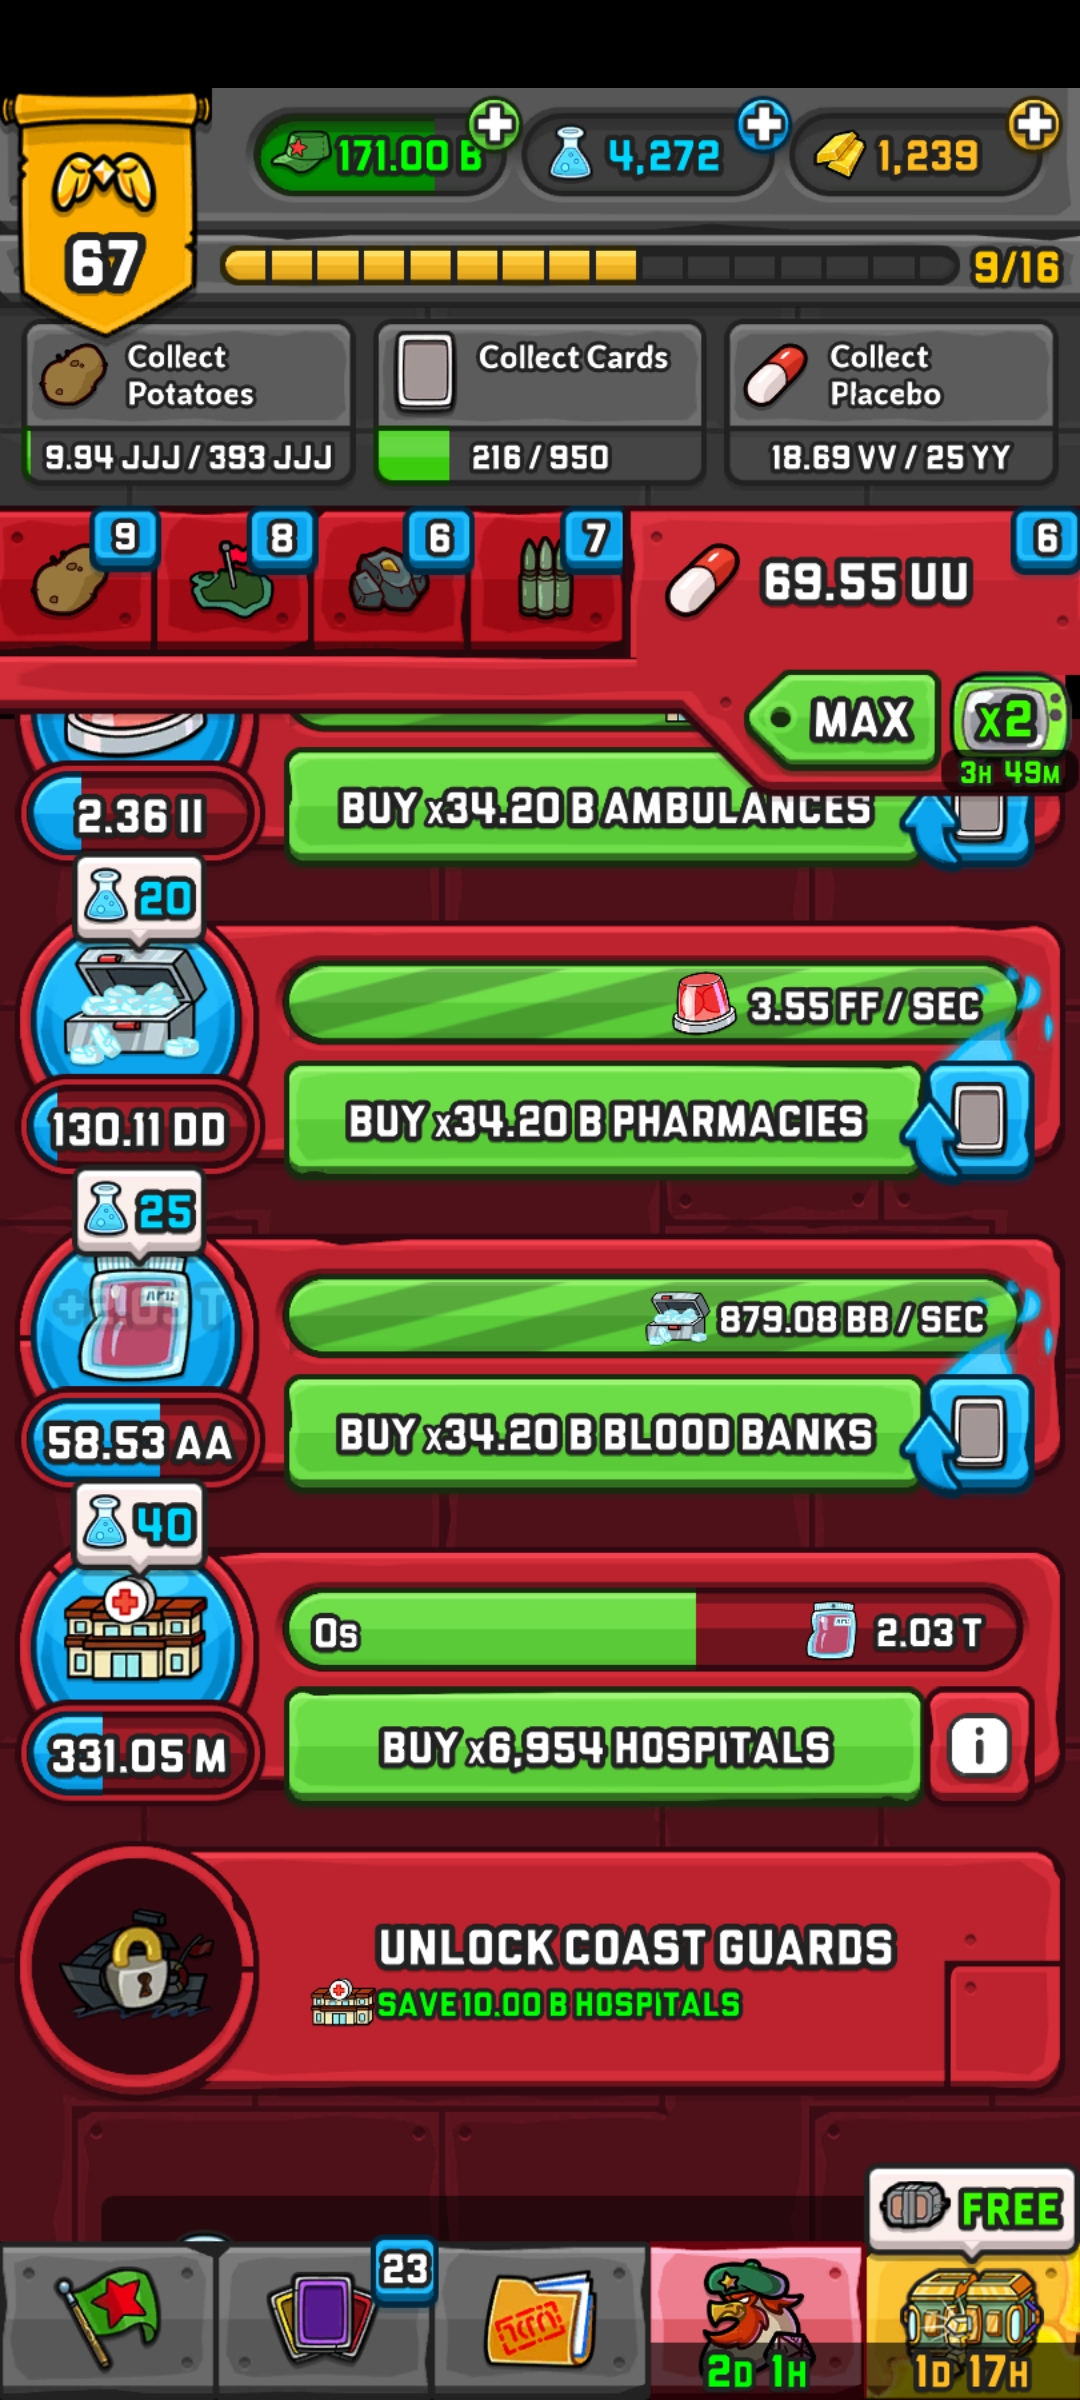 171.00 B
4,272
1,239
67
9/16
Collect
Potatoes
9.94 JJJ / 393 JJJ
Collect Cards
216 / 950
Collect
Placebo
18.69 VV / 25 YY
9
8
6
7
69.55 UU
6
MAX
x2
3H 49M
2.36 II
BUY x34.20 B AMBULANCES
20
3.55 FF / SEC
130.11 DD
BUY x34.20 B PHARMACIES
25
879.08 BB / SEC
58.53 AA
BUY x34.20 B BLOOD BANKS
40
0s
2.03 T
331.05 M
BUY x6,954 HOSPITALS
i
UNLOCK COAST GUARDS
SAVE 10.00 B HOSPITALS
FREE
23
2D 1H
1D 17H